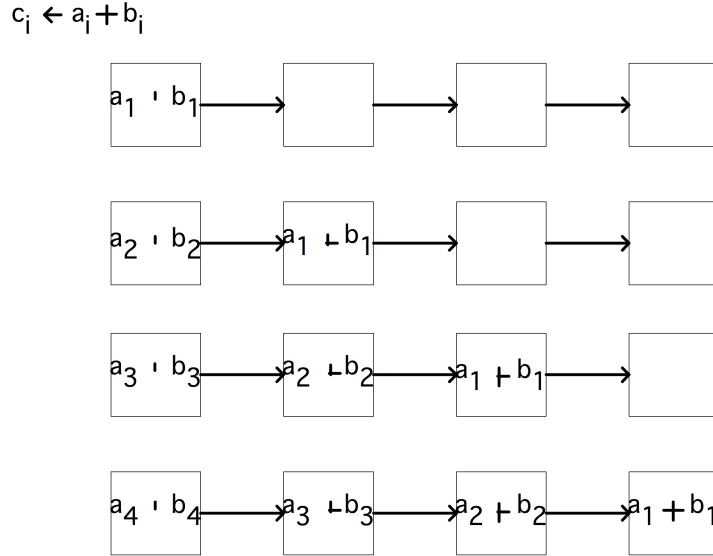 cᵢ ← aᵢ + bᵢ
a₁ ╵ b₁
a₂ ╵ b₂ a₁ ⌞ b₁
a₃ ╵ b₃ a₂ ⌞ b₂ a₁ ⊦ b₁
a₄ ╵ b₄ a₃ ⌞ b₃ a₂ ⊦ b₂ a₁ + b₁